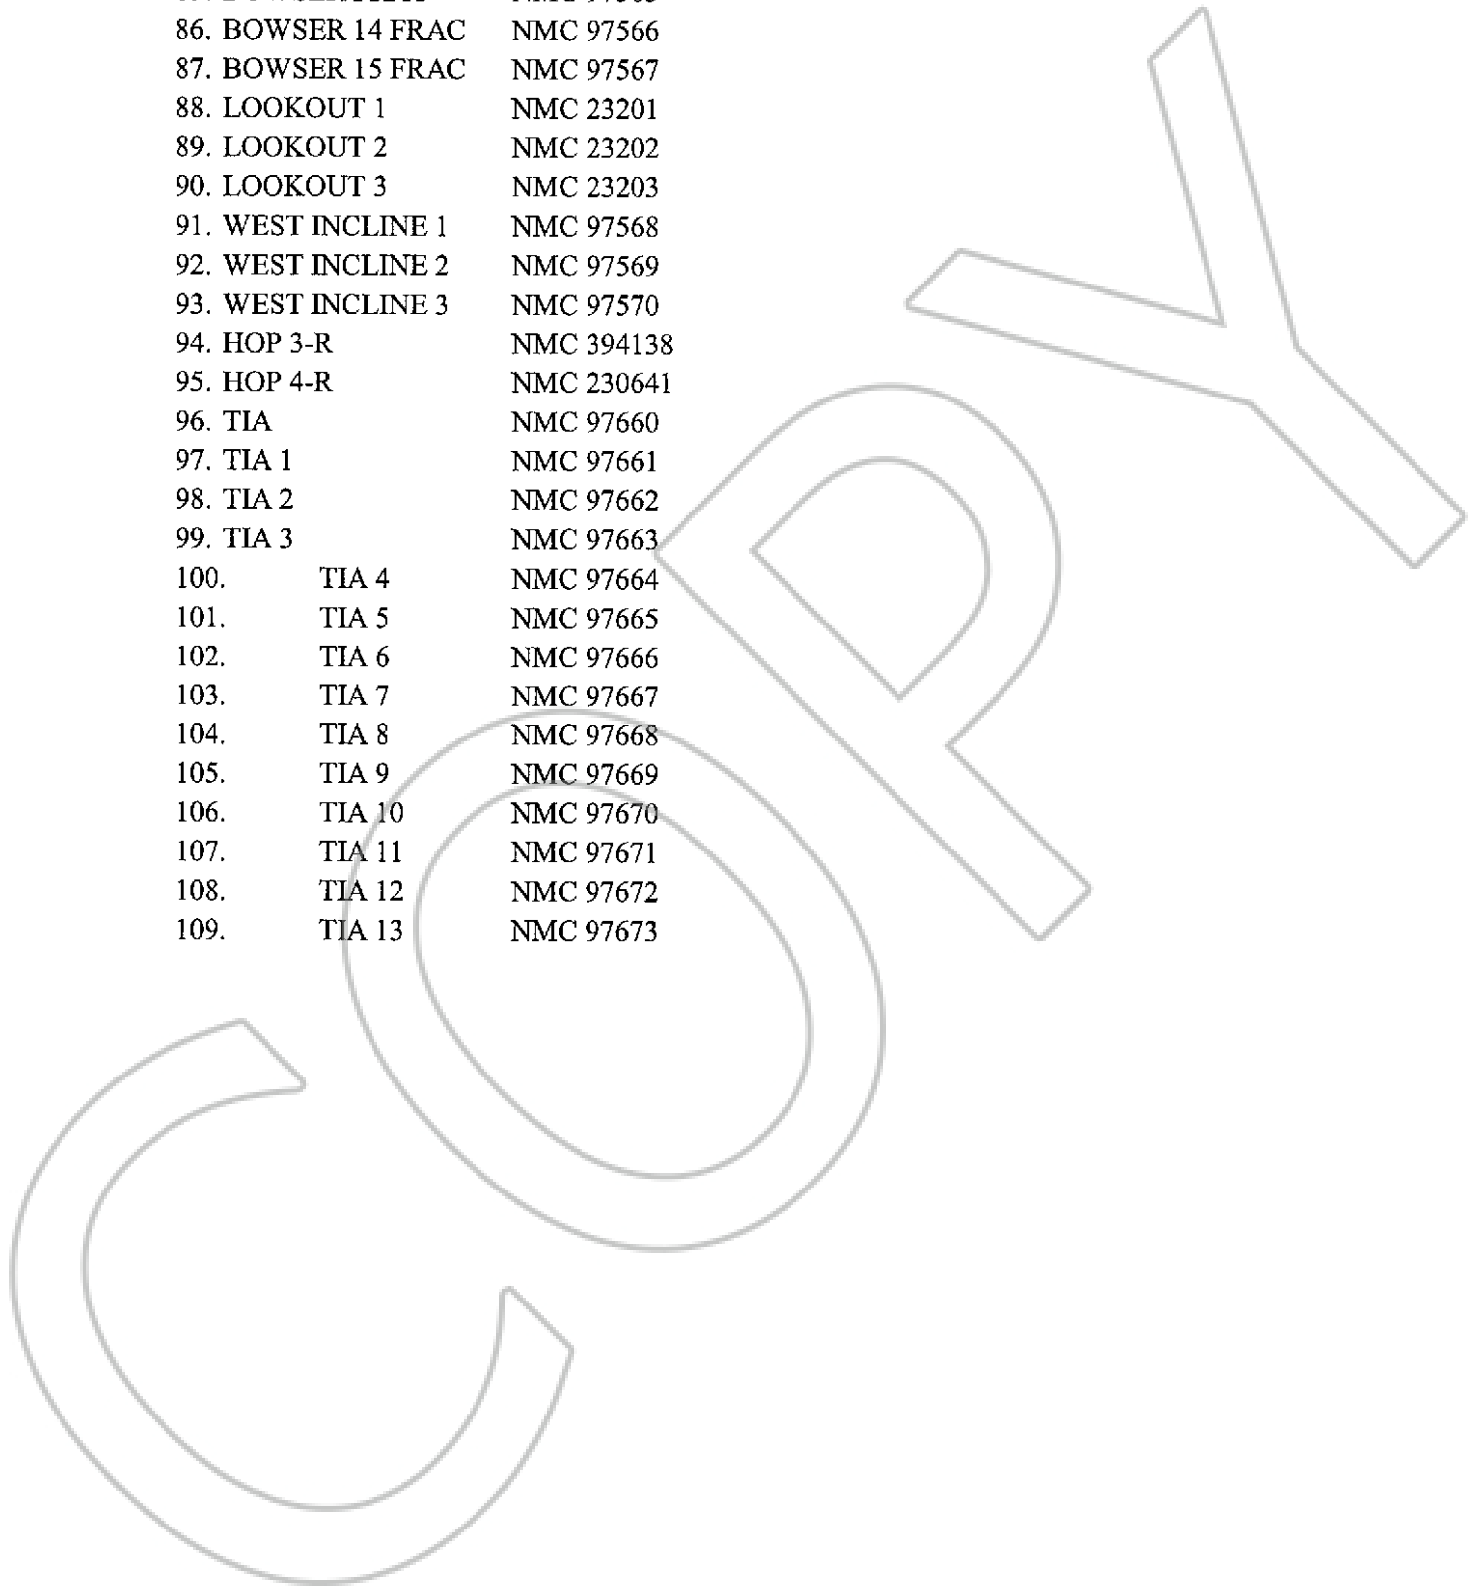 86. BOWSER 14 FRAC NMC 97566
87. BOWSER 15 FRAC NMC 97567
88. LOOKOUT 1 NMC 23201
89. LOOKOUT 2 NMC 23202
90. LOOKOUT 3 NMC 23203
91. WEST INCLINE 1 NMC 97568
92. WEST INCLINE 2 NMC 97569
93. WEST INCLINE 3 NMC 97570
94. HOP 3-R NMC 394138
95. HOP 4-R NMC 230641
96. TIA NMC 97660
97. TIA 1 NMC 97661
98. TIA 2 NMC 97662
99. TIA 3 NMC 97663
100. TIA 4 NMC 97664
101. TIA 5 NMC 97665
102. TIA 6 NMC 97666
103. TIA 7 NMC 97667
104. TIA 8 NMC 97668
105. TIA 9 NMC 97669
106. TIA 10 NMC 97670
107. TIA 11 NMC 97671
108. TIA 12 NMC 97672
109. TIA 13 NMC 97673
COPY